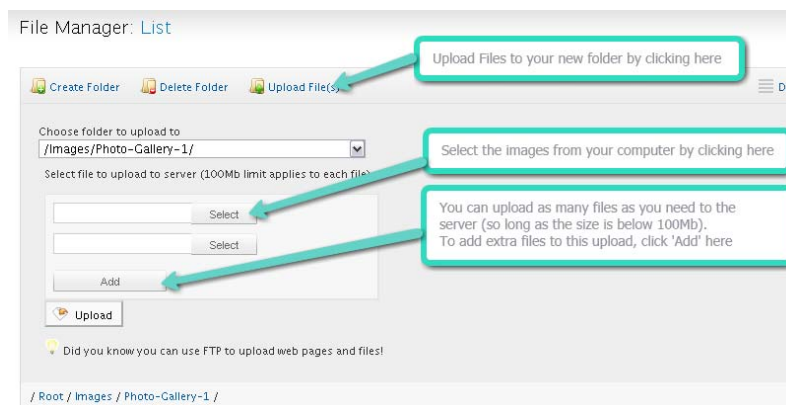 File Manager: List
Upload Files to your new folder by clicking here
Create Folder Delete Folder Upload File(s) D
Choose folder to upload to
/Images/Photo-Gallery-1/
Select the images from your computer by clicking here
Select file to upload to server (100Mb limit applies to each file)
Select
You can upload as many files as you need to the
server (so long as the size is below 100Mb).
To add extra files to this upload, click 'Add' here
Select
Add
Upload
Did you know you can use FTP to upload web pages and files!
/ Root / Images / Photo-Gallery-1 /